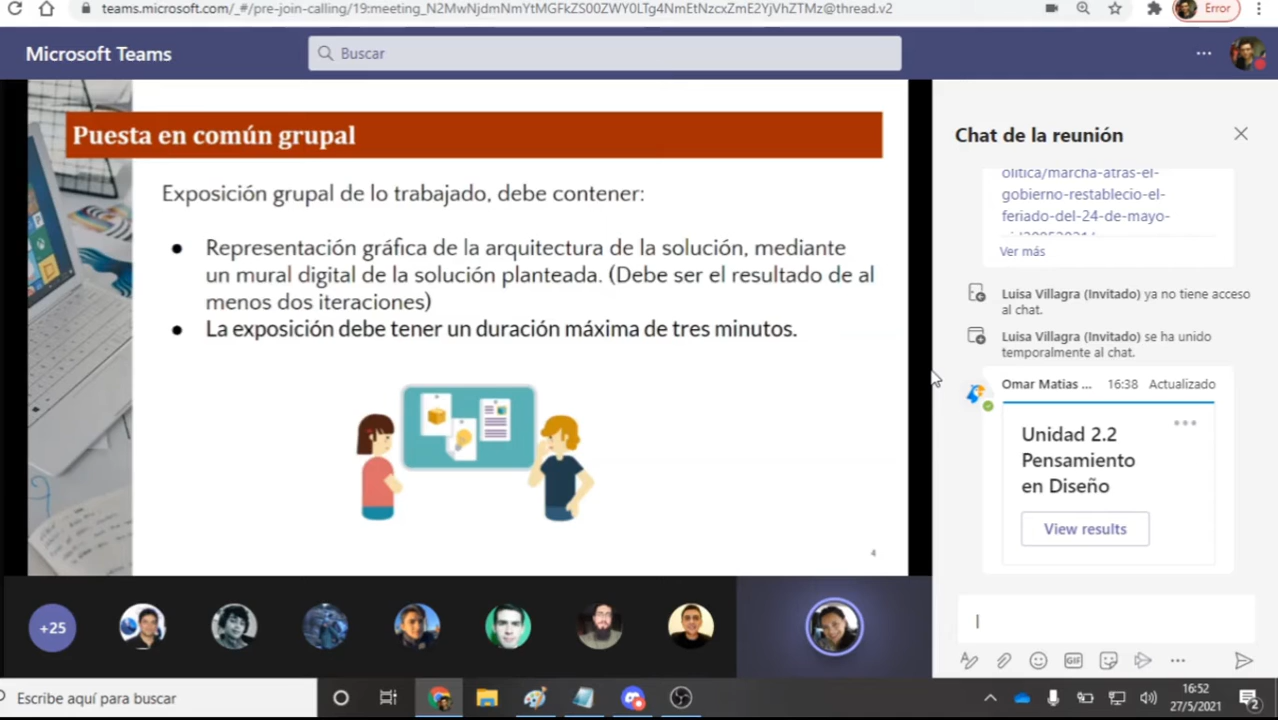 teams.microsoft.com/_#/pre-join-calling/19:meeting_N2MwNjdmNmYtMGFkZS00ZWY0LTg4NmEtNzcxZmE2YjVhZTMz@thread.v2
Error
Microsoft Teams
Buscar
Puesta en común grupal
Exposición grupal de lo trabajado, debe contener:
● Representación gráfica de la arquitectura de la solución, mediante
un mural digital de la solución planteada. (Debe ser el resultado de al
menos dos iteraciones)
● La exposición debe tener un duración máxima de tres minutos.
4
+25
Chat de la reunión
olitica/marcha-atras-el-
gobierno-restablecio-el-
feriado-del-24-de-mayo-
Ver más
Luisa Villagra (Invitado) ya no tiene acceso
al chat.
Luisa Villagra (Invitado) se ha unido
temporalmente al chat.
Omar Matias ... 16:38 Actualizado
Unidad 2.2
Pensamiento
en Diseño
View results
GIF
Escribe aquí para buscar
16:52
27/5/2021
2